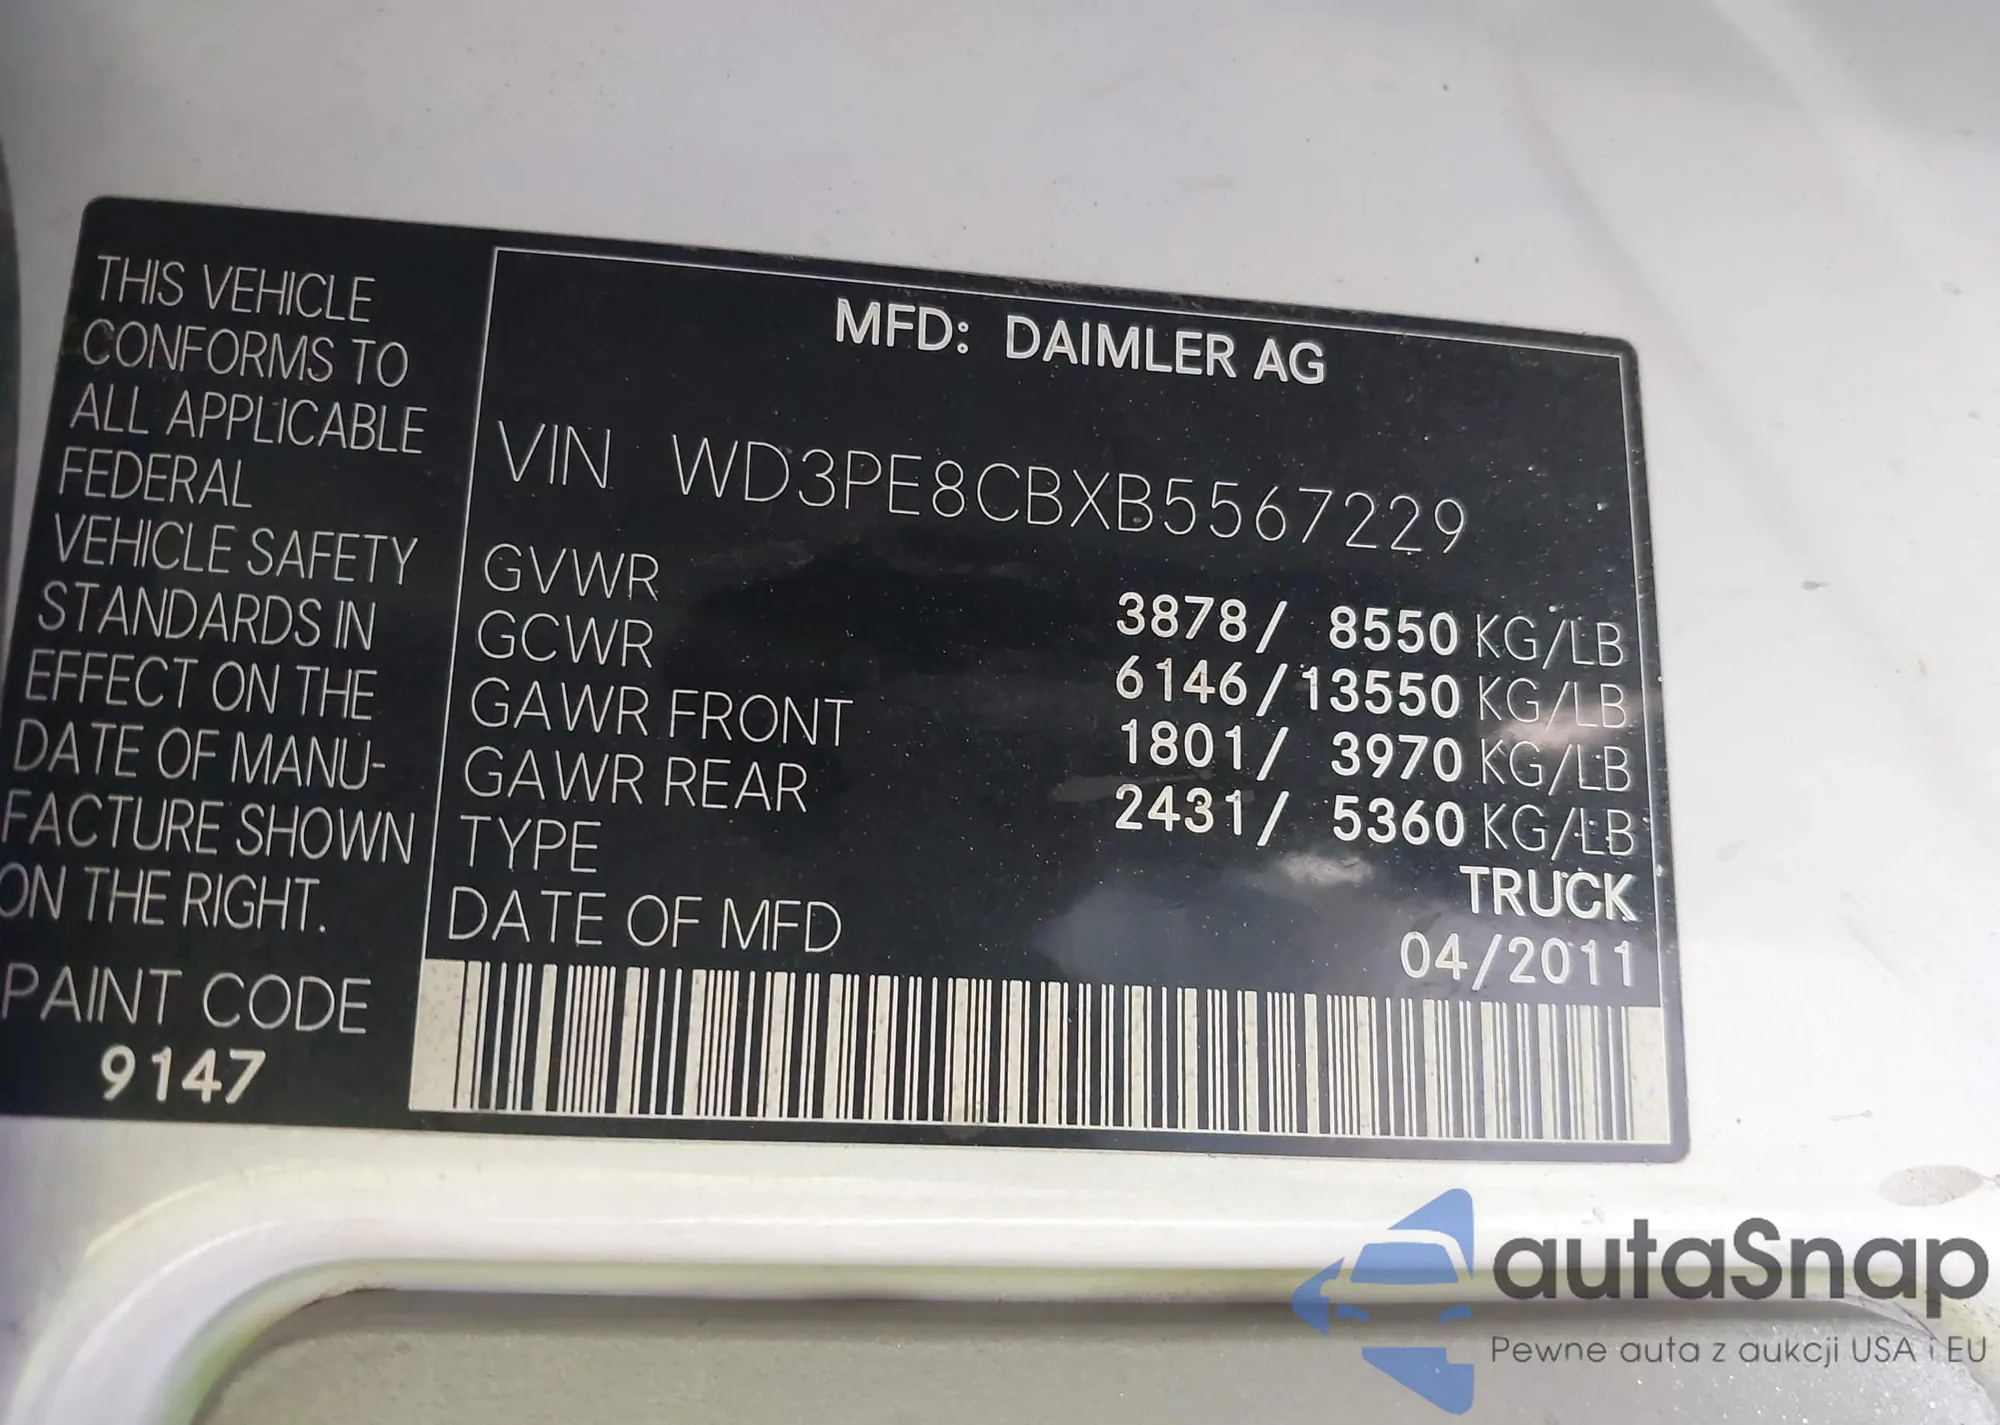 THIS VEHICLE
CONFORMS TO
ALL APPLICABLE
FEDERAL
VEHICLE SAFETY
STANDARDS IN
EFFECT ON THE
DATE OF MANU-
FACTURE SHOWN
ON THE RIGHT.
PAINT CODE
9147
MFD: DAIMLER AG
VIN WD3PE8CBXB5567229
GVWR 3878/ 8550 KG/LB
GCWR 6146/13550 KG/LB
GAWR FRONT 1801/ 3970 KG/LB
GAWR REAR 2431/ 5360 KG/LB
TYPE TRUCK
DATE OF MFD 04/2011
autaSnap
Pewne auta z aukcji USA i EU